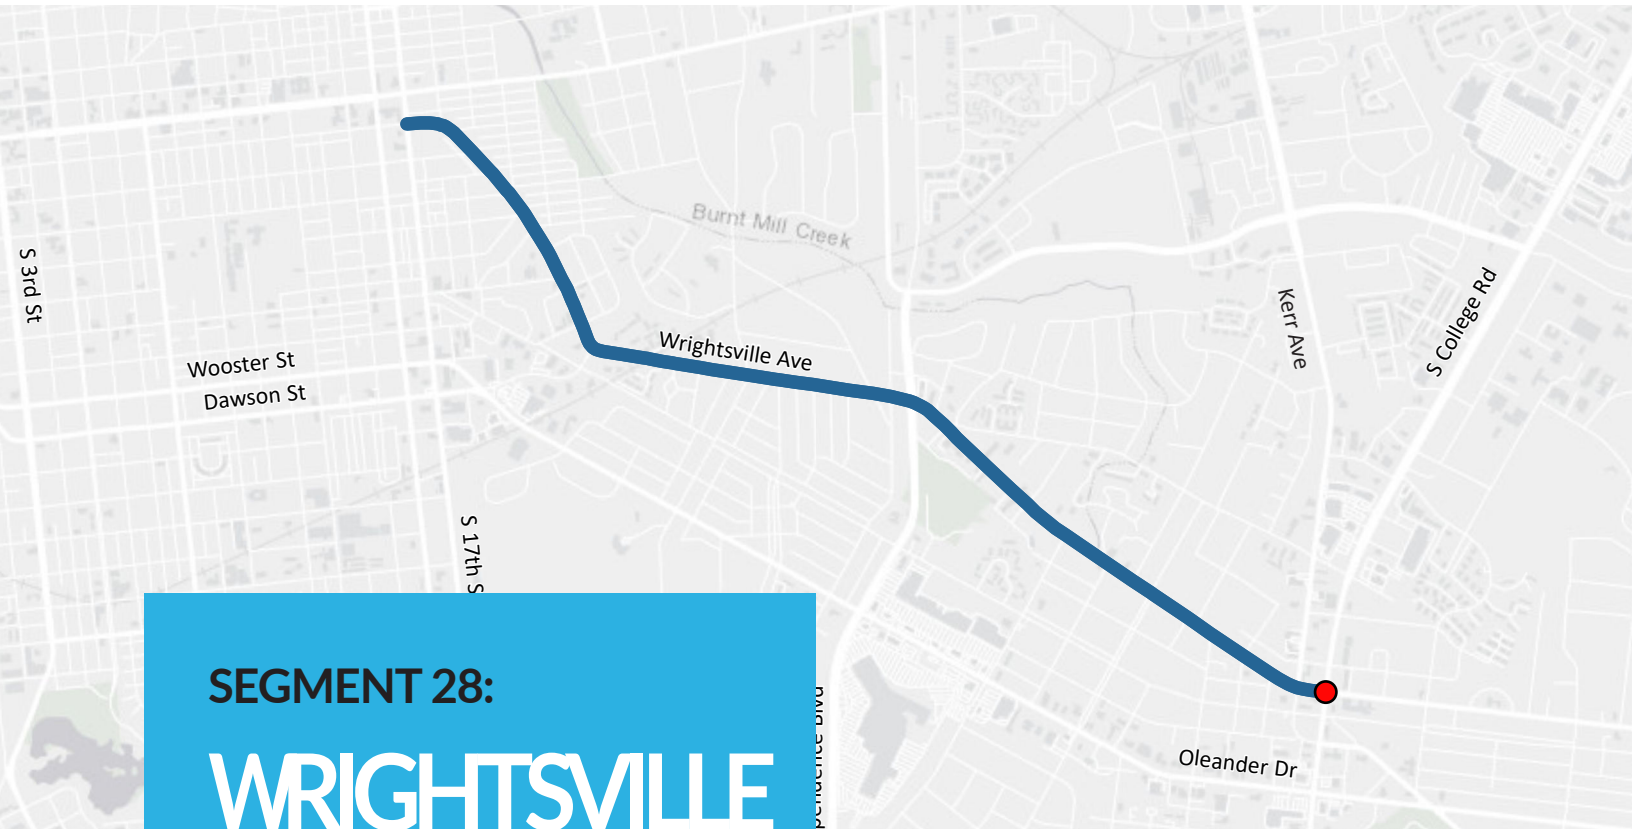 Burnt Mill Creek
S 3rd St
Kerr Ave
S College Rd
Wrightsville Ave
Wooster St
Dawson St
S 17th S
SEGMENT 28:
WRIGHTSVILLE
Oleander Dr